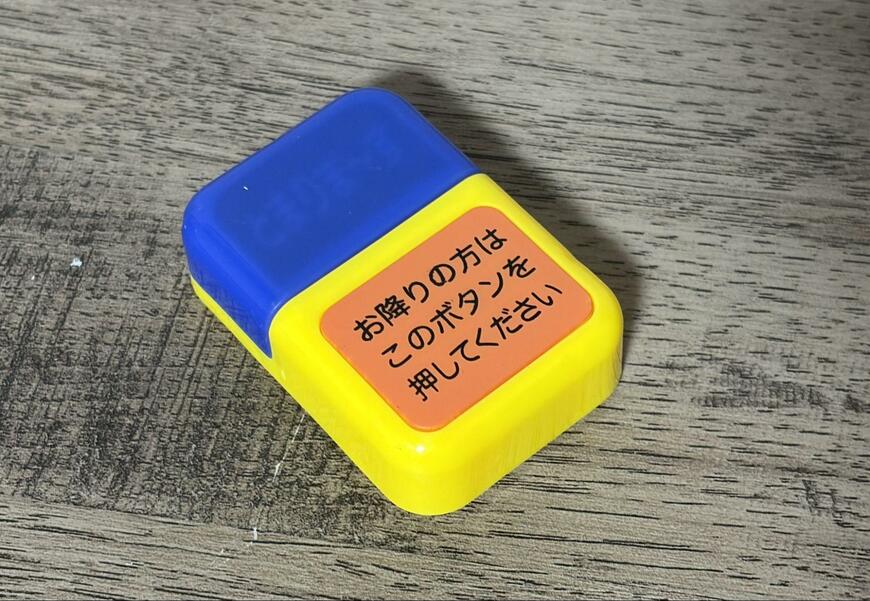 お降りの方は
このボタンを
押してください